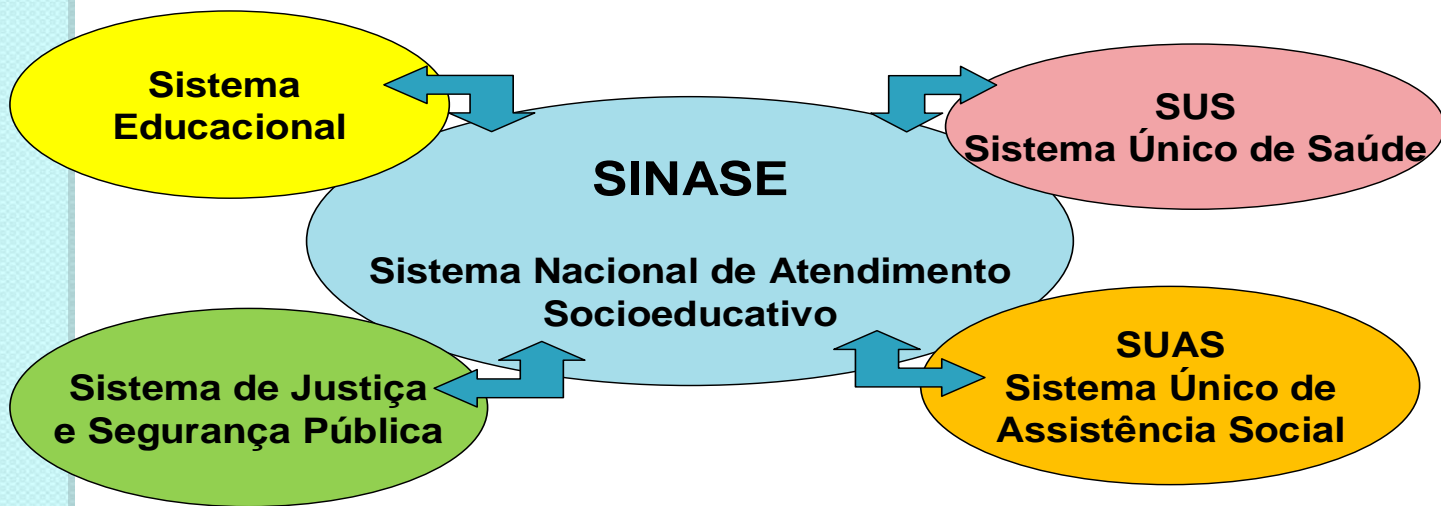 Sistema
Educacional
SUS
Sistema Único de Saúde
SINASE
Sistema Nacional de Atendimento
Socioeducativo
Sistema de Justiça
e Segurança Pública
SUAS
Sistema Único de
Assistência Social